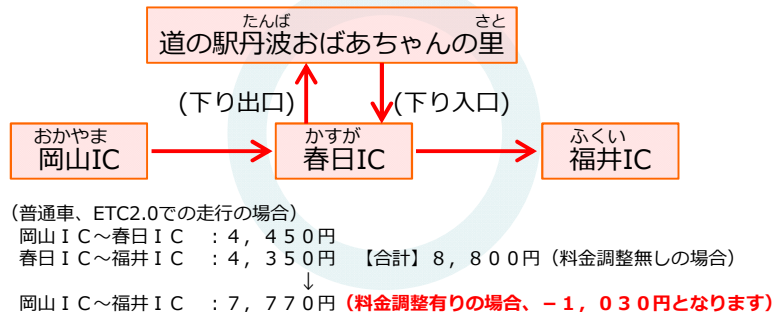 たんば さと
道の駅丹波おばあちゃんの里
(下り出口) (下り入口)
おかやま かすが ふくい
岡山IC 春日IC 福井IC
（普通車、ETC2.0での走行の場合）
岡山ＩＣ～春日ＩＣ ：４，４５０円
春日ＩＣ～福井ＩＣ ：４，３５０円 【合計】８，８００円（料金調整無しの場合）
↓
岡山ＩＣ～福井ＩＣ ：７，７７０円（料金調整有りの場合、－１，０３０円となります）